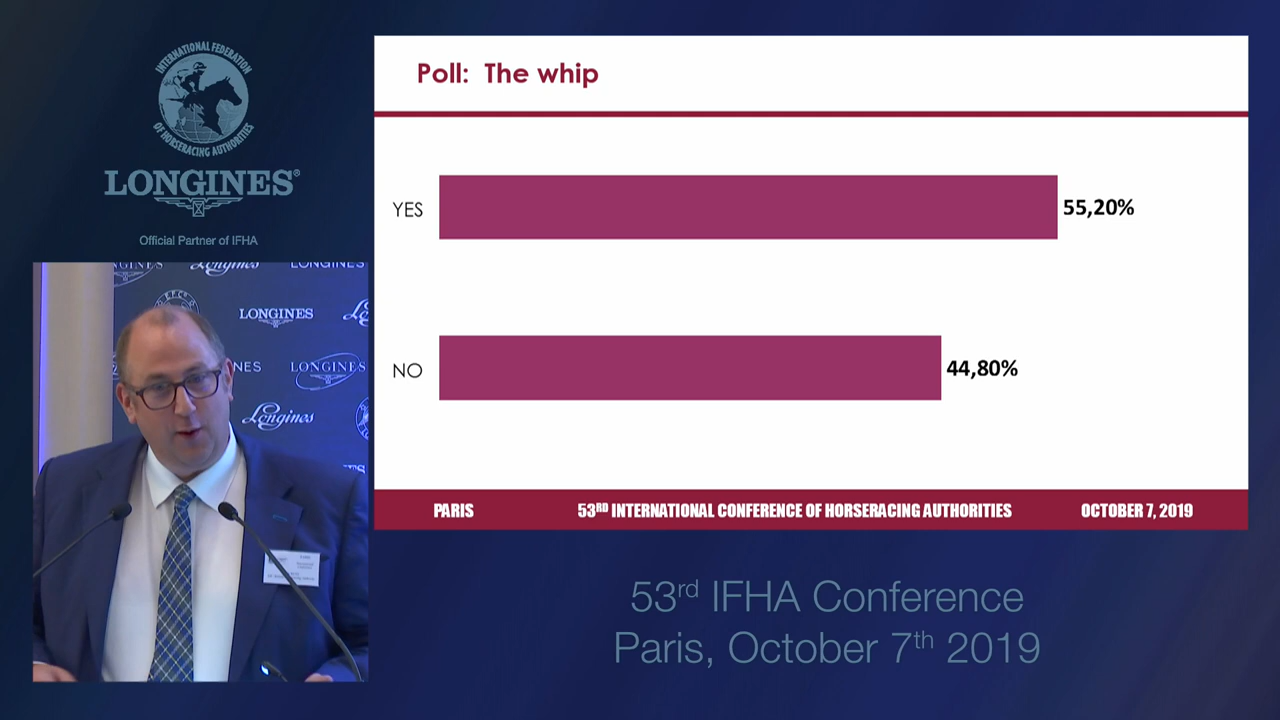 INTERNATIONAL FEDERATION
OF HORSERACING AUTHORITIES
LONGINES®
Official Partner of IFHA
Poll: The whip
YES
55,20%
NO
44,80%
PARIS
53RD INTERNATIONAL CONFERENCE OF HORSERACING AUTHORITIES
OCTOBER 7, 2019
Longines
LONGINES
LONGINES
NES
LONGINES
Longines
53rd IFHA Conference
Paris, October 7th 2019